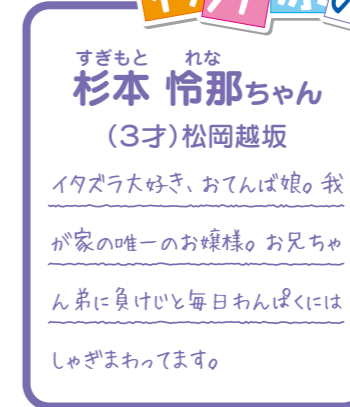 すぎもと れな
杉本 怜那ちゃん
（3才）松岡越坂
イタズラ大好き、おてんば娘。我
が家の唯一のお嬢様。お兄ちゃ
ん弟に負けじと毎日わんぱくには
しゃぎまわってます。